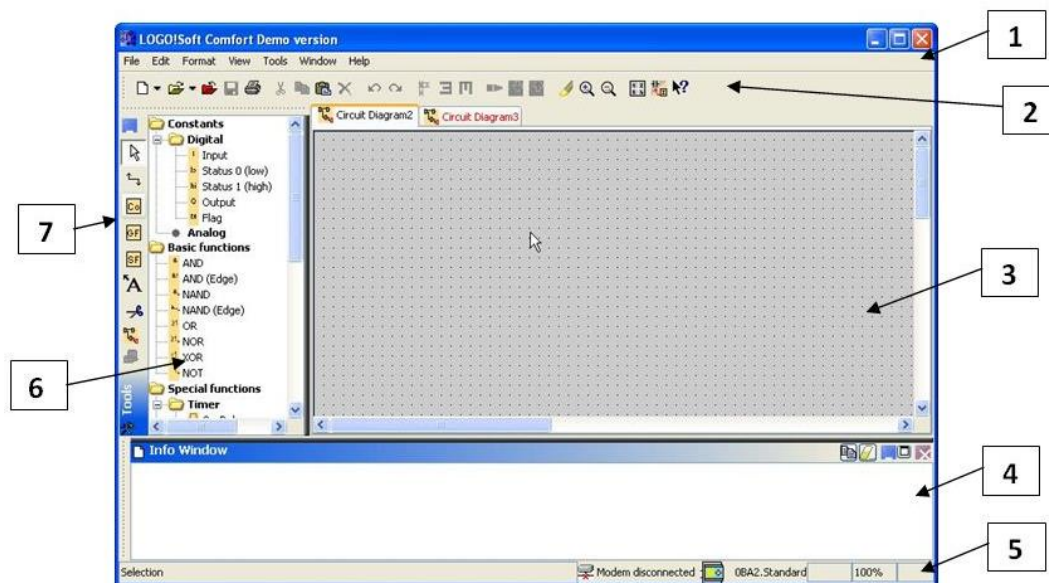 LOGO!Soft Comfort Demo version
File Edit Format View Tools Window Help
1
2
Circuit Diagram2 Circuit Diagram3
Constants
Digital
Input
Status 0 (low)
Status 1 (high)
Output
Flag
Analog
Basic functions
AND
AND (Edge)
NAND
NAND (Edge)
OR
NOR
XOR
NOT
Special functions
Timer
Co
GF
SF
A
Tools
7
6
3
Info Window
4
5
Selection Modem disconnected 0BA2.Standard 100%